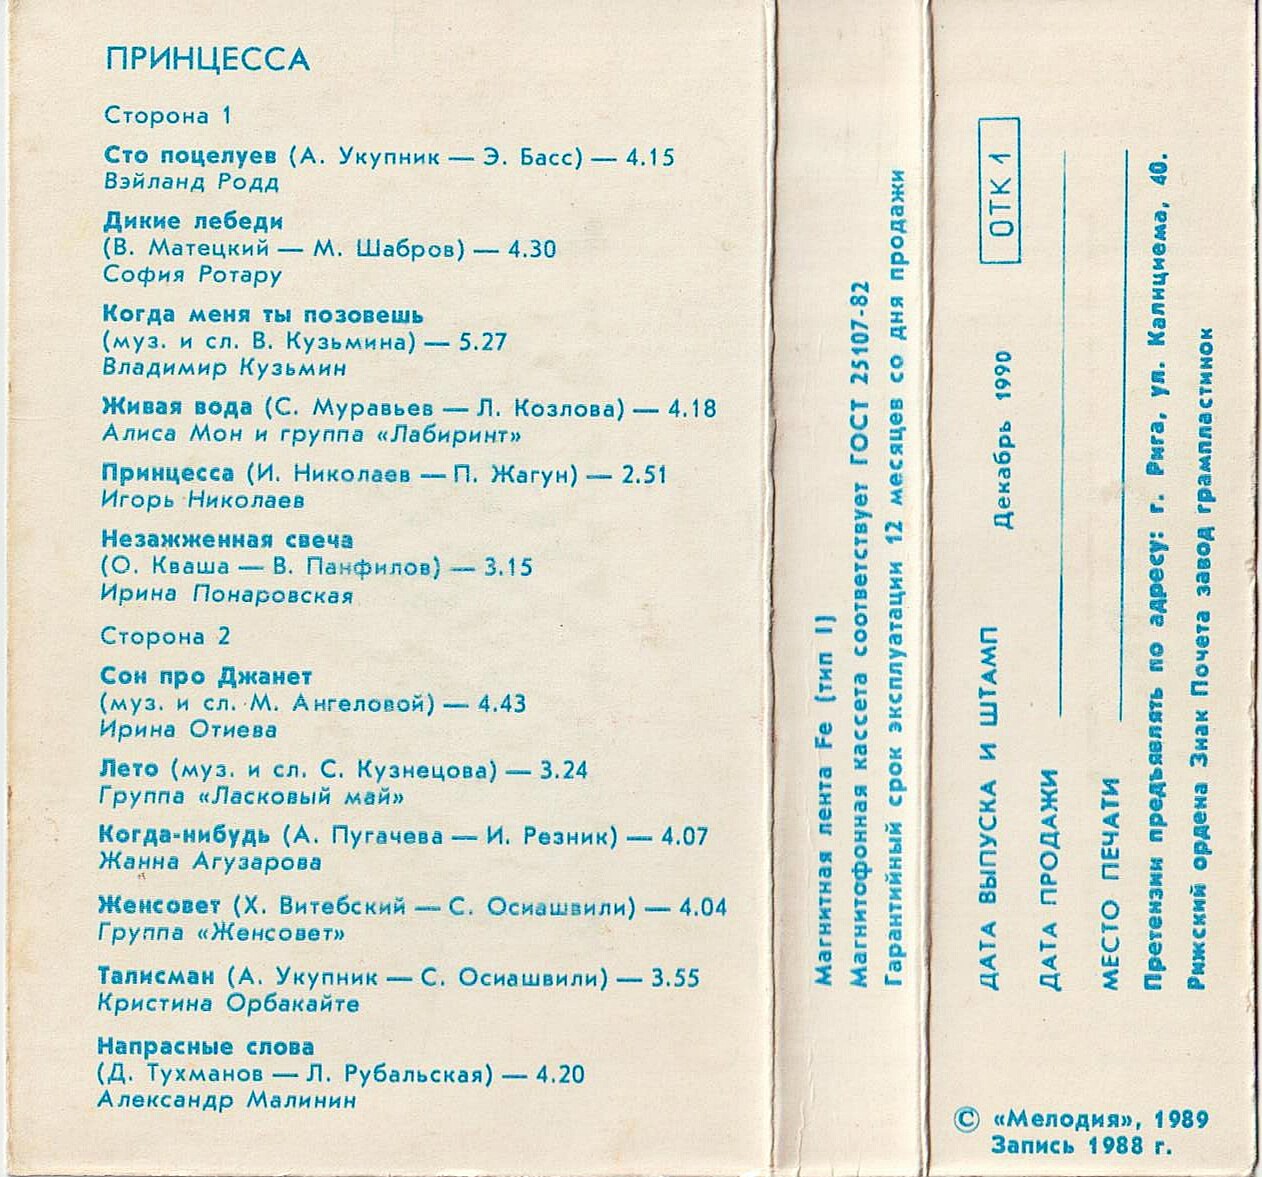 ПРИНЦЕССА
Сторона 1
Сто поцелуев (А. Укупник — Э. Басс) — 4.15
Вэйланд Родд
Дикие лебеди
(В. Матецкий — М. Шабров) — 4.30
София Ротару
Когда меня ты позовешь
(муз. и сл. В. Кузьмина) — 5.27
Владимир Кузьмин
Живая вода (С. Муравьев — Л. Козлова) — 4.18
Алиса Мон и группа «Лабиринт»
Принцесса (И. Николаев — П. Жагун) — 2.51
Игорь Николаев
Незажженная свеча
(О. Кваша — В. Панфилов) — 3.15
Ирина Понаровская
Сторона 2
Сон про Джанет
(муз. и сл. М. Ангеловой) — 4.43
Ирина Отиева
Лето (муз. и сл. С. Кузнецова) — 3.24
Группа «Ласковый май»
Когда-нибудь (А. Пугачева — И. Резник) — 4.07
Жанна Агузарова
Женсовет (Х. Витебский — С. Осиашвили) — 4.04
Группа «Женсовет»
Талисман (А. Укупник — С. Осиашвили) — 3.55
Кристина Орбакайте
Напрасные слова
(Д. Тухманов — Л. Рубальская) — 4.20
Александр Малинин
Магнитная лента Fe (тип I)
Магнитофонная кассета соответствует ГОСТ 25107-82
Гарантийный срок эксплуатации 12 месяцев со дня продажи
ДАТА ВЫПУСКА И ШТАМП Декабрь 1990 ОТК 1
ДАТА ПРОДАЖИ
МЕСТО ПЕЧАТИ
Претензии предъявлять по адресу: г. Рига, ул. Калнциема, 40.
Рижский ордена Знак Почета завод грампластинок
© «Мелодия», 1989
Запись 1988 г.